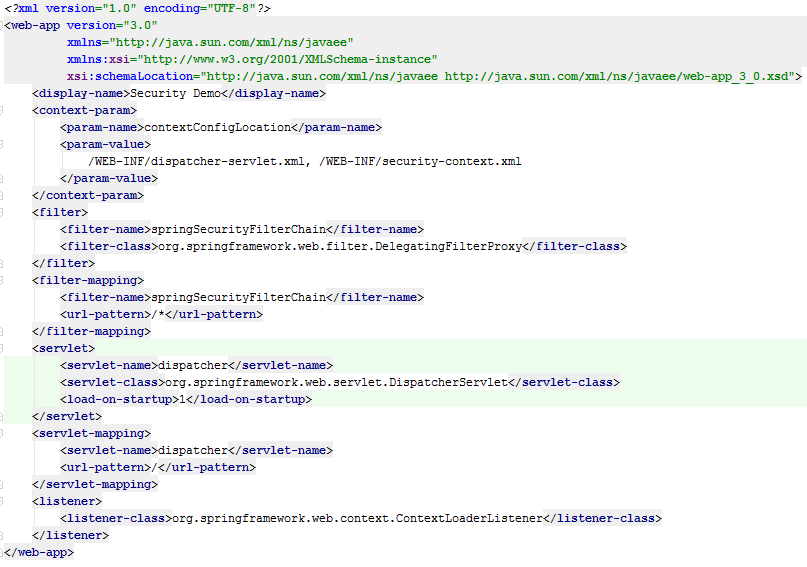 <?xml version="1.0" encoding="UTF-8"?>
<web-app version="3.0"
         xmlns="http://java.sun.com/xml/ns/javaee"
         xmlns:xsi="http://www.w3.org/2001/XMLSchema-instance"
         xsi:schemaLocation="http://java.sun.com/xml/ns/javaee http://java.sun.com/xml/ns/javaee/web-app_3_0.xsd">
    <display-name>Security Demo</display-name>
    <context-param>
        <param-name>contextConfigLocation</param-name>
        <param-value>
            /WEB-INF/dispatcher-servlet.xml, /WEB-INF/security-context.xml
        </param-value>
    </context-param>
    <filter>
        <filter-name>springSecurityFilterChain</filter-name>
        <filter-class>org.springframework.web.filter.DelegatingFilterProxy</filter-class>
    </filter>
    <filter-mapping>
        <filter-name>springSecurityFilterChain</filter-name>
        <url-pattern>/*</url-pattern>
    </filter-mapping>
    <servlet>
        <servlet-name>dispatcher</servlet-name>
        <servlet-class>org.springframework.web.servlet.DispatcherServlet</servlet-class>
        <load-on-startup>1</load-on-startup>
    </servlet>
    <servlet-mapping>
        <servlet-name>dispatcher</servlet-name>
        <url-pattern>/</url-pattern>
    </servlet-mapping>
    <listener>
        <listener-class>org.springframework.web.context.ContextLoaderListener</listener-class>
    </listener>
</web-app>